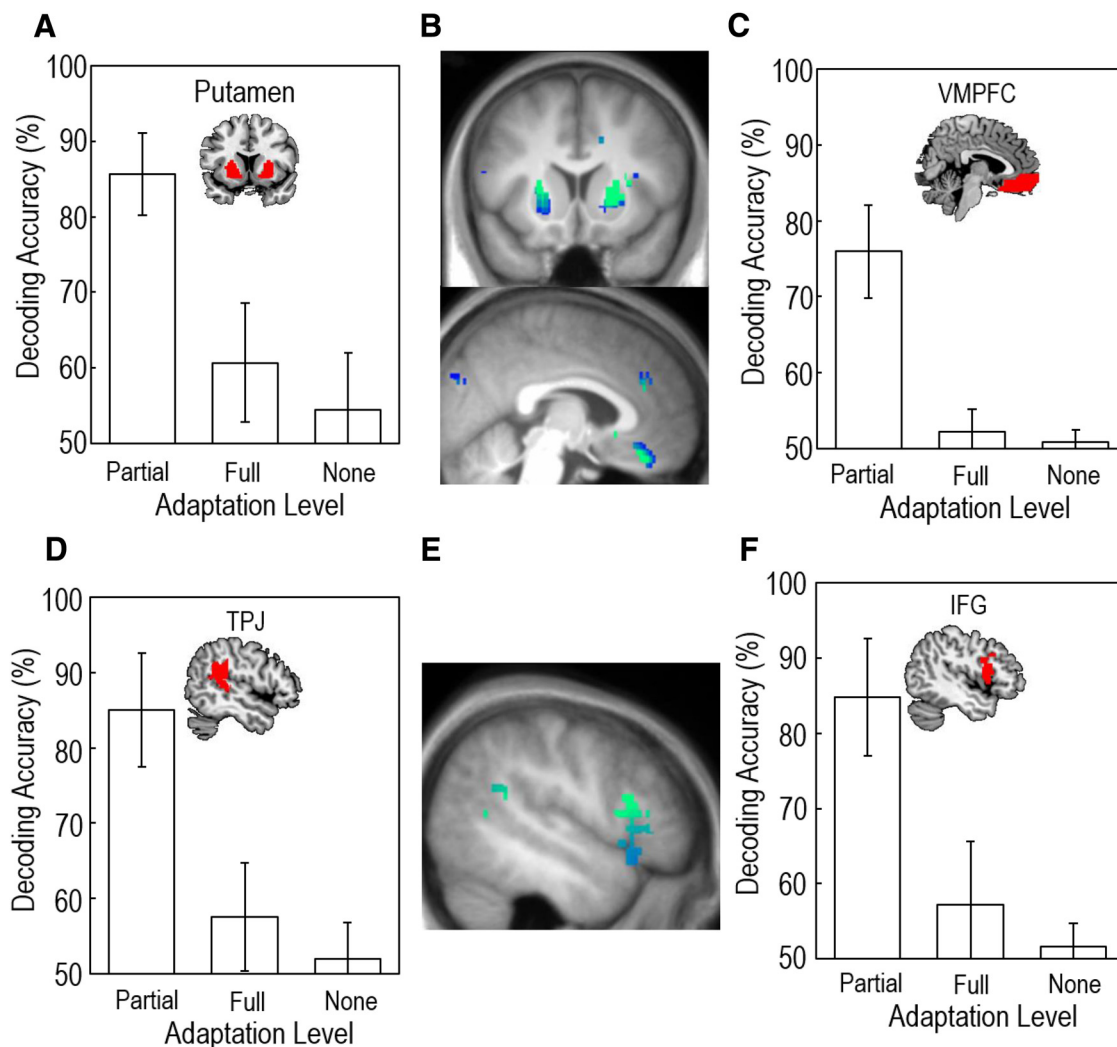 A
Putamen
Decoding Accuracy (%)
100
90
80
70
60
50
Partial Full None
Adaptation Level
B
C
VMPFC
Decoding Accuracy (%)
100
90
80
70
60
50
Partial Full None
Adaptation Level
D
TPJ
Decoding Accuracy (%)
100
90
80
70
60
50
Partial Full None
Adaptation Level
E
F
IFG
Decoding Accuracy (%)
100
90
80
70
60
50
Partial Full None
Adaptation Level